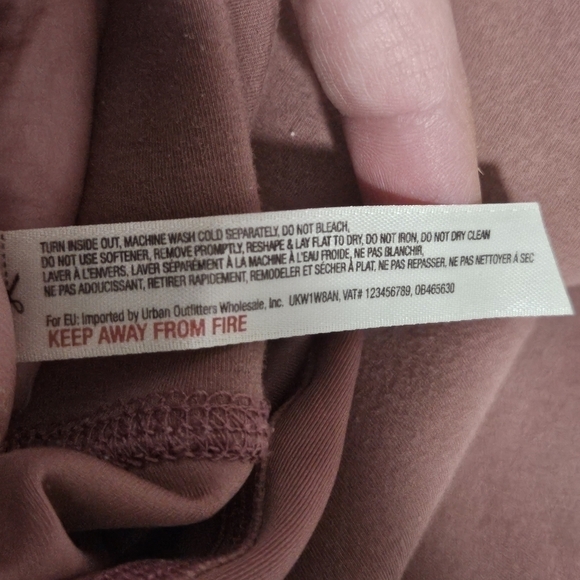 TURN INSIDE OUT, MACHINE WASH COLD SEPARATELY, DO NOT BLEACH,
DO NOT USE SOFTENER, REMOVE PROMPTLY, RESHAPE & LAY FLAT TO DRY, DO NOT IRON, DO NOT DRY CLEAN
LAVER À L'ENVERS, LAVER SÉPARÉMENT À LA MACHINE À L'EAU FROIDE, NE PAS BLANCHIR,
NE PAS ADOUCISSANT, RETIRER RAPIDEMENT, REMODELER ET SÉCHER À PLAT, NE PAS REPASSER, NE PAS NETTOYER Á SEC
For EU: Imported by Urban Outfitters Wholesale, Inc. UKW1W8AN, VAT# 123456789, 0B465630
KEEP AWAY FROM FIRE